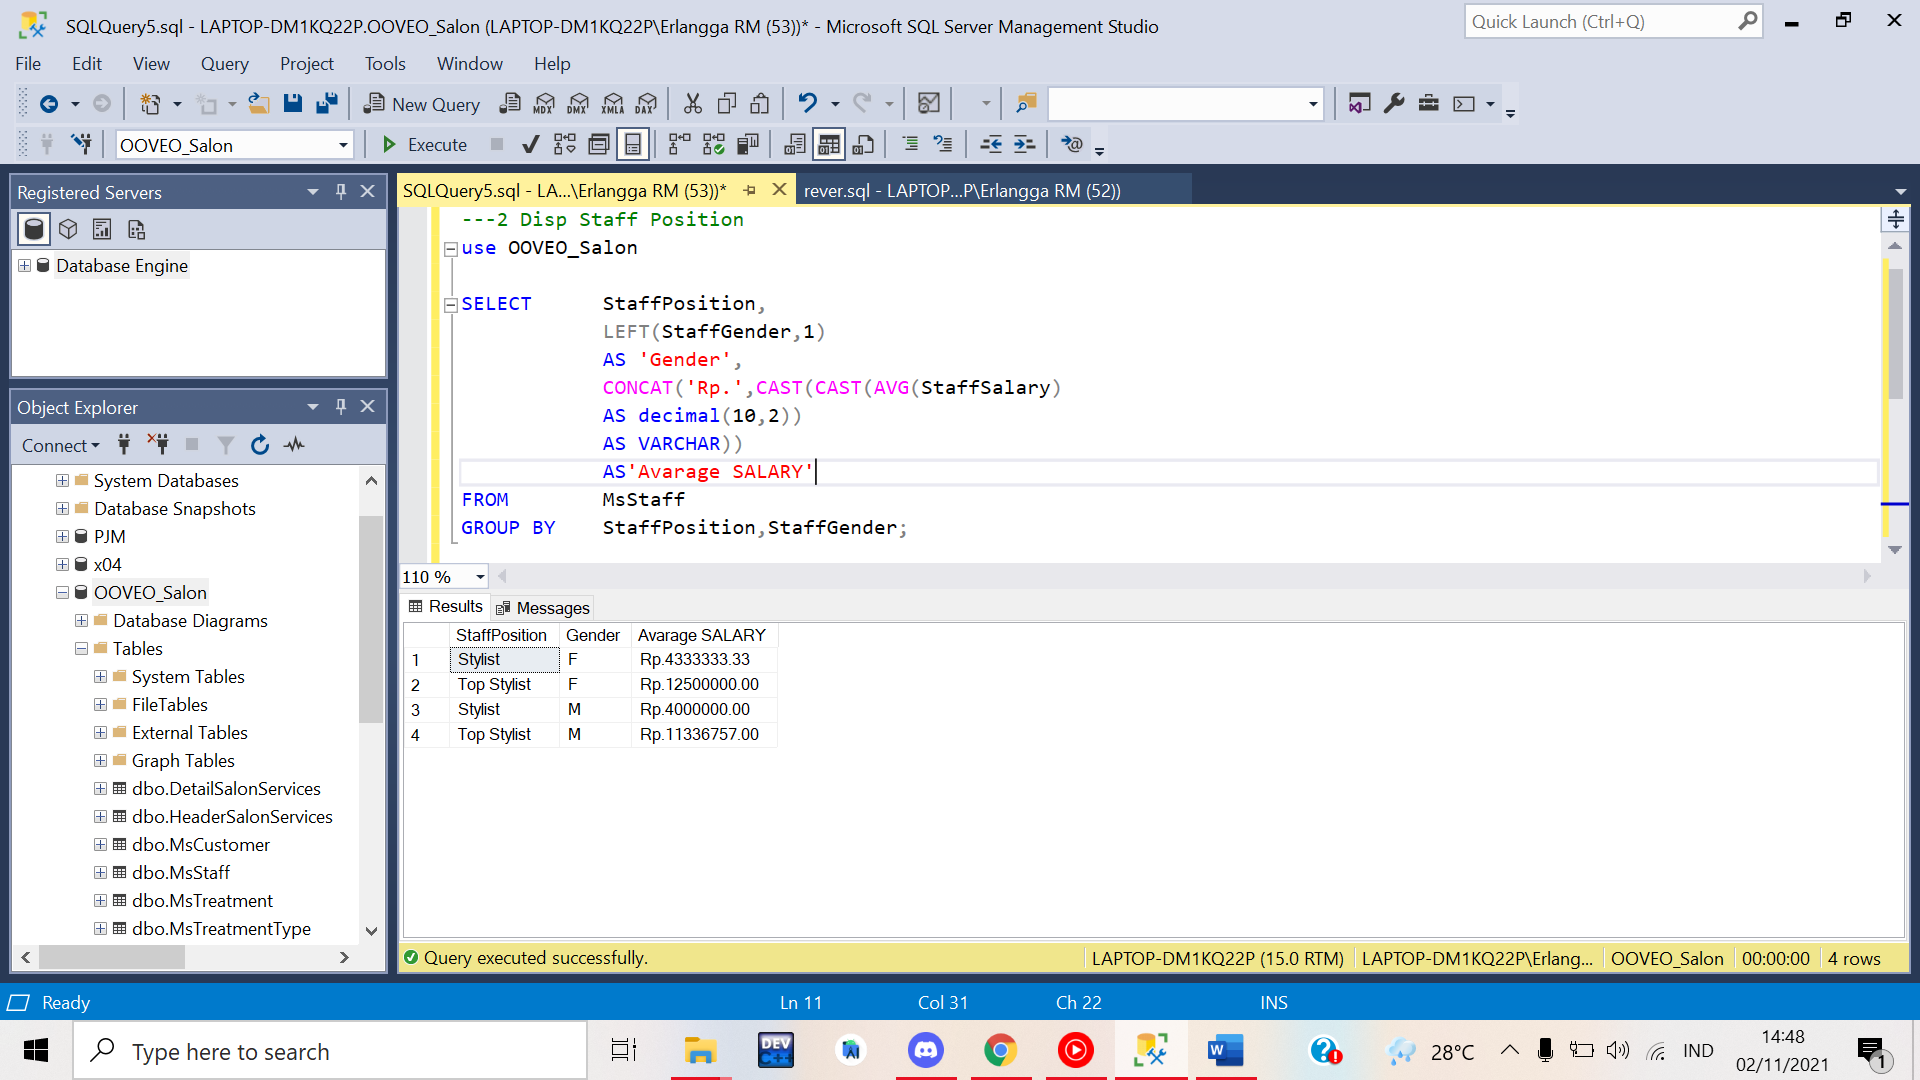 SQLQuery5.sql - LAPTOP-DM1KQ22P.OOVEO_Salon (LAPTOP-DM1KQ22P\Erlangga RM (53))* - Microsoft SQL Server Management Studio
Quick Launch (Ctrl+Q)
File Edit View Query Project Tools Window Help
New Query MDX DMX XMLA DAX
OOVEO_Salon Execute
Registered Servers
Database Engine
Object Explorer
Connect
System Databases
Database Snapshots
PJM
x04
OOVEO_Salon
Database Diagrams
Tables
System Tables
FileTables
External Tables
Graph Tables
dbo.DetailSalonServices
dbo.HeaderSalonServices
dbo.MsCustomer
dbo.MsStaff
dbo.MsTreatment
dbo.MsTreatmentType
SQLQuery5.sql - LA...\Erlangga RM (53))* rever.sql - LAPTOP...P\Erlangga RM (52))
---2 Disp Staff Position
use OOVEO_Salon
SELECT StaffPosition,
LEFT(StaffGender,1)
AS 'Gender',
CONCAT('Rp.',CAST(CAST(AVG(StaffSalary)
AS decimal(10,2))
AS VARCHAR))
AS'Avarage SALARY'
FROM MsStaff
GROUP BY StaffPosition,StaffGender;
110 %
Results Messages
StaffPosition Gender Avarage SALARY
1 Stylist F Rp.4333333.33
2 Top Stylist F Rp.12500000.00
3 Stylist M Rp.4000000.00
4 Top Stylist M Rp.11336757.00
Query executed successfully. LAPTOP-DM1KQ22P (15.0 RTM) LAPTOP-DM1KQ22P\Erlang... OOVEO_Salon 00:00:00 4 rows
Ready Ln 11 Col 31 Ch 22 INS
Type here to search
DEV C++
28°C
IND
14:48
02/11/2021
1